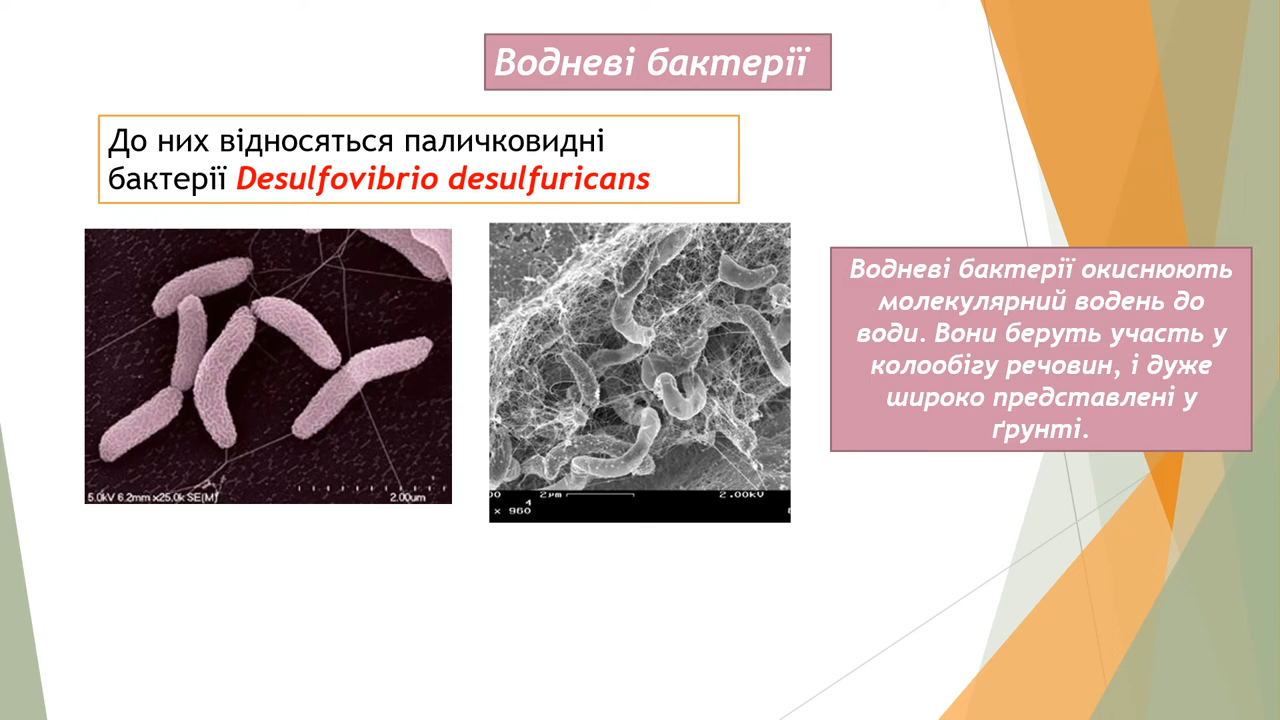 Водневі бактерії
До них відносяться паличковидні
бактерії Desulfovibrio desulfuricans
Водневі бактерії окиснюють
молекулярний водень до
води. Вони беруть участь у
колообігу речовин, і дуже
широко представлені у
ґрунті.
5.0kV 6.2mm x25.0k SE(M) 2.00um
2µm 2.00kV
x 960